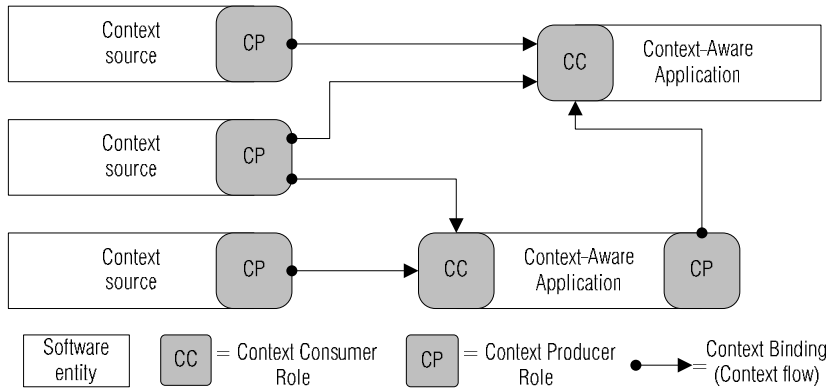 Context
source
CP
CC
Context-Aware
Application
Context
source
CP
Context
source
CP
CC
Context-Aware
Application
CP
Software
entity
CC
= Context Consumer
Role
CP
= Context Producer
Role
= Context Binding
(Context flow)